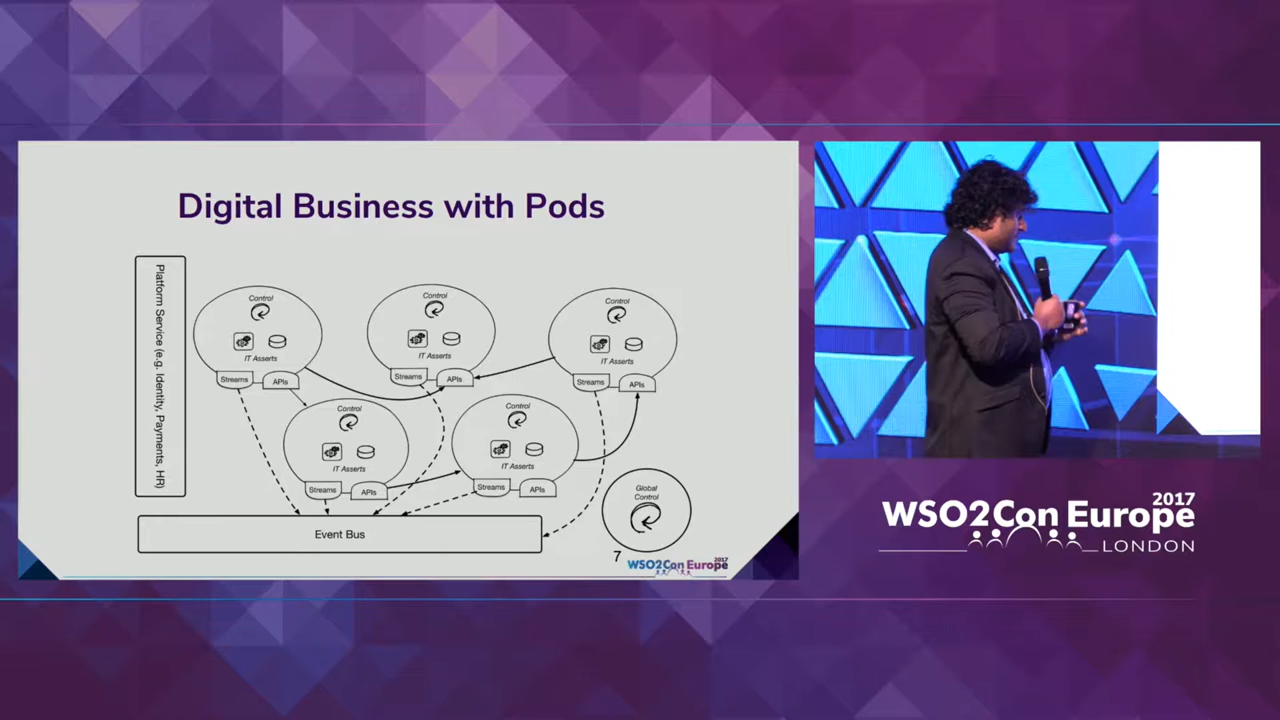 Digital Business with Pods
Platform Service (e.g. Identity, Payments, HR)
Control
IT Asserts
Streams
APIs
Control
IT Asserts
Streams
APIs
Control
IT Asserts
Streams
APIs
Control
IT Asserts
Streams
APIs
Control
IT Asserts
Streams
APIs
Global
Control
Event Bus
7
WSO2Con Europe
2017
WSO2Con Europe
2017
LONDON